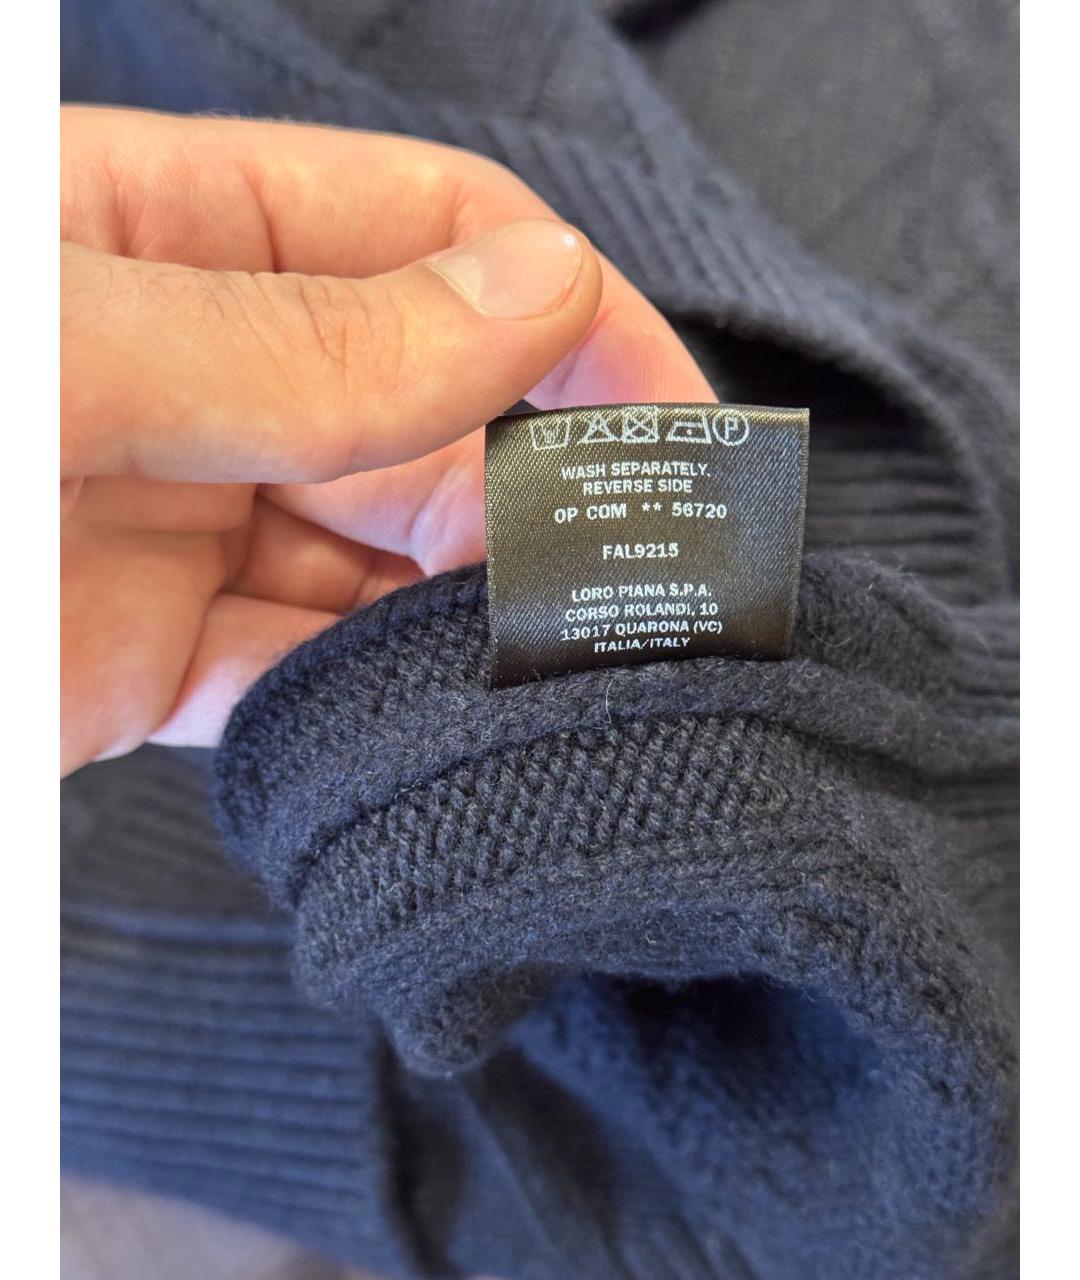 P
WASH SEPARATELY.
REVERSE SIDE
OP COM ** 56720
FAL9215
LORO PIANA S.P.A.
CORSO ROLANDI, 10
13017 QUARONA (VC)
ITALIA/ITALY